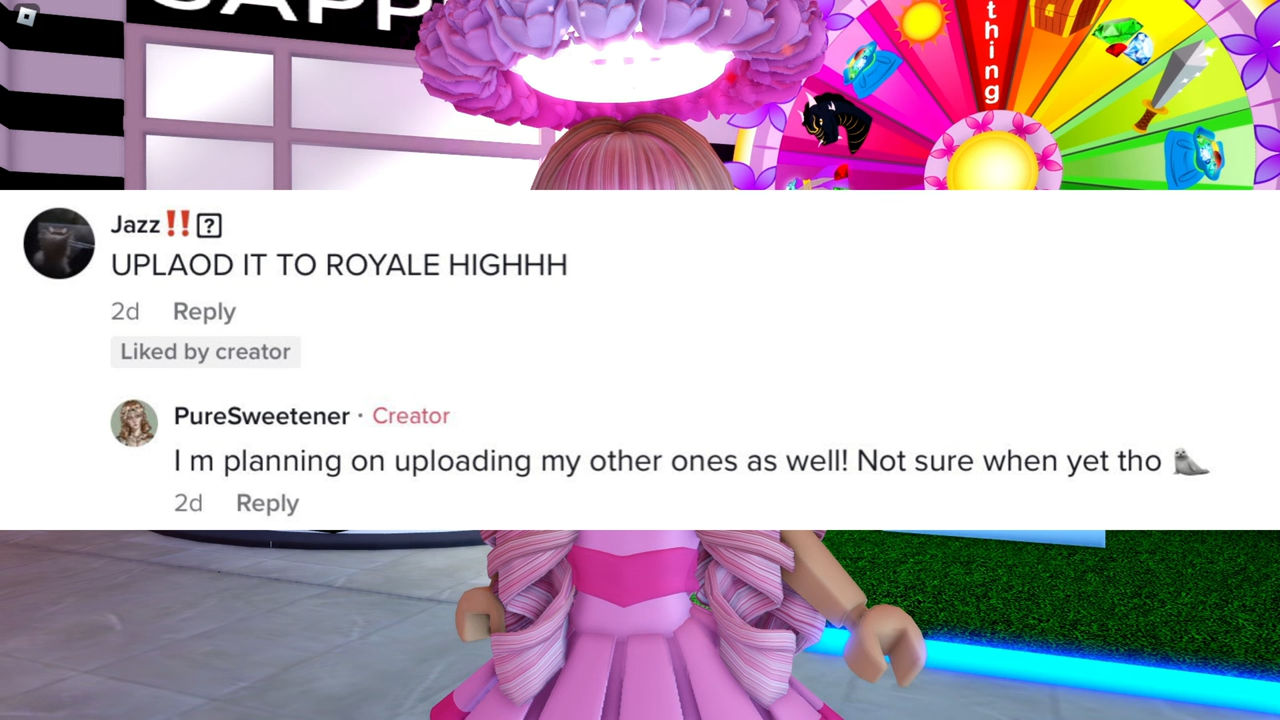 thing
Jazz‼️
UPLAOD IT TO ROYALE HIGHHH
2d Reply
Liked by creator
PureSweetener · Creator
I m planning on uploading my other ones as well! Not sure when yet tho 🦭
2d Reply